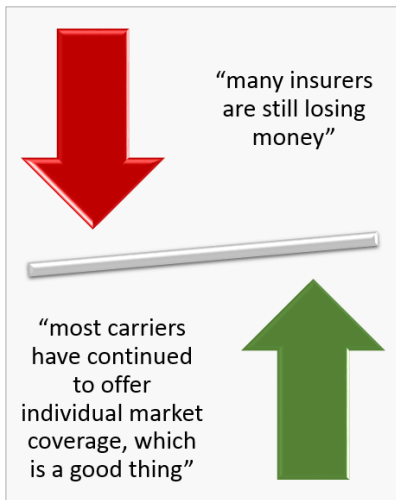 “many insurers
are still losing
money”
“most carriers
have continued
to offer
individual market
coverage, which
is a good thing”